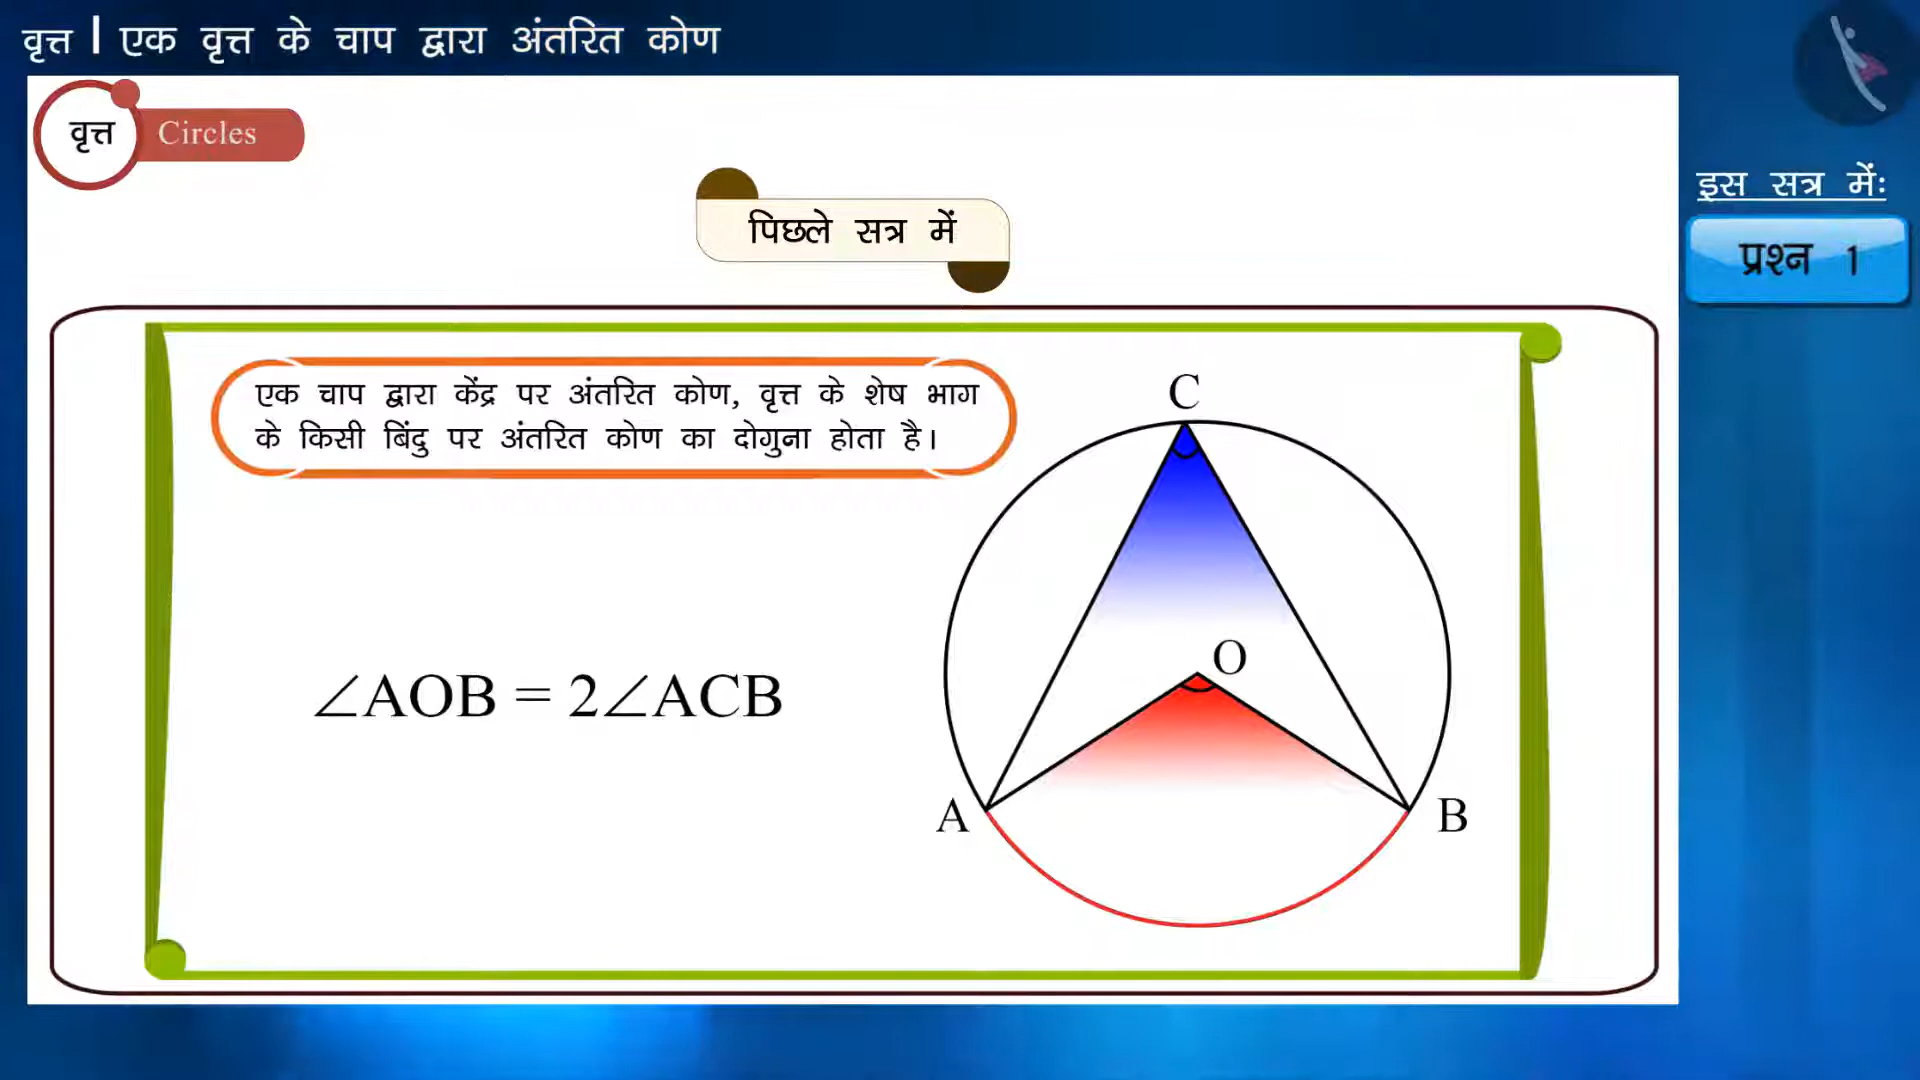 वृत्त | एक वृत्त के चाप द्वारा अंतरित कोण
वृत्त Circles
इस सत्र में:
प्रश्न 1
पिछले सत्र में
एक चाप द्वारा केंद्र पर अंतरित कोण, वृत्त के शेष भाग
के किसी बिंदु पर अंतरित कोण का दोगुना होता है।
C
O
∠AOB = 2∠ACB
A
B